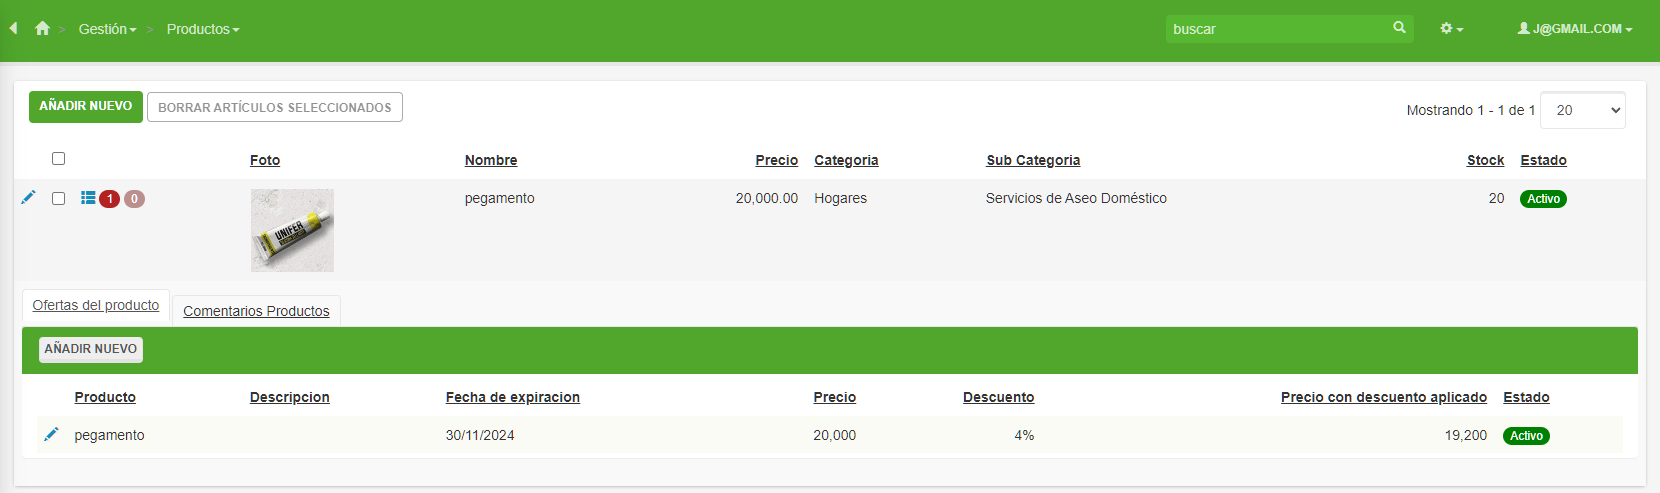 > Gestión > Productos buscar J@GMAIL.COM
AÑADIR NUEVO BORRAR ARTÍCULOS SELECCIONADOS Mostrando 1 - 1 de 1 20
Foto Nombre Precio Categoria Sub Categoria Stock Estado
1 0 pegamento 20,000.00 Hogares Servicios de Aseo Doméstico 20 Activo
UNIFER
Ofertas del producto Comentarios Productos
AÑADIR NUEVO
Producto Descripcion Fecha de expiracion Precio Descuento Precio con descuento aplicado Estado
pegamento 30/11/2024 20,000 4% 19,200 Activo